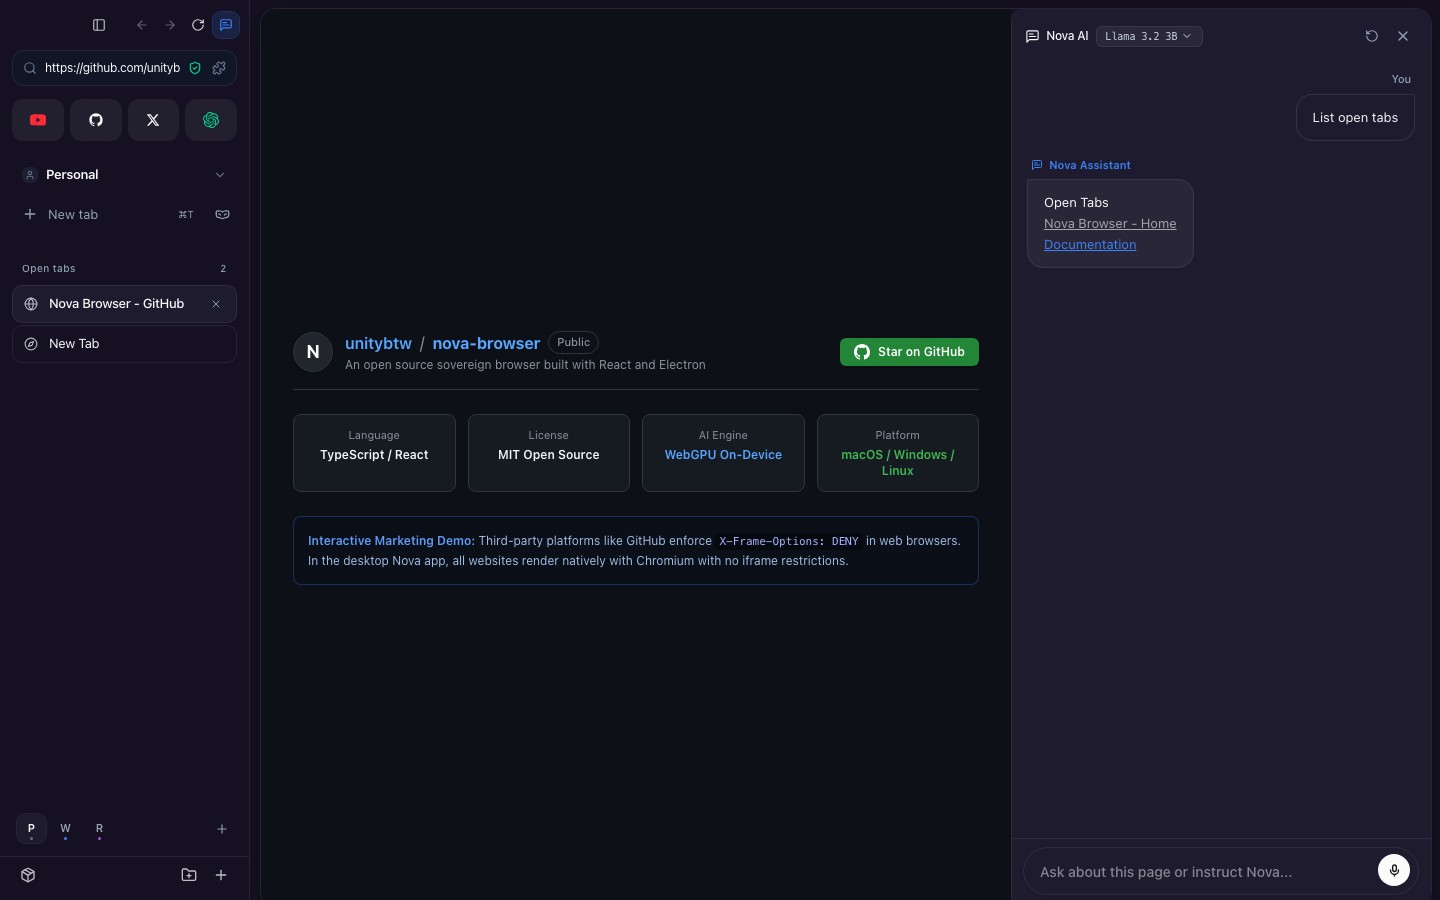 https://github.com/unityb
Personal
New tab
⌘T
Open tabs
2
Nova Browser - GitHub
New Tab
P
W
R
N
unitybtw / nova-browser
Public
An open source sovereign browser built with React and Electron
Star on GitHub
Language
TypeScript / React
License
MIT Open Source
AI Engine
WebGPU On-Device
Platform
macOS / Windows /
Linux
Interactive Marketing Demo: Third-party platforms like GitHub enforce X-Frame-Options: DENY in web browsers.
In the desktop Nova app, all websites render natively with Chromium with no iframe restrictions.
Nova AI
Llama 3.2 3B
You
List open tabs
Nova Assistant
Open Tabs
Nova Browser - Home
Documentation
Ask about this page or instruct Nova...